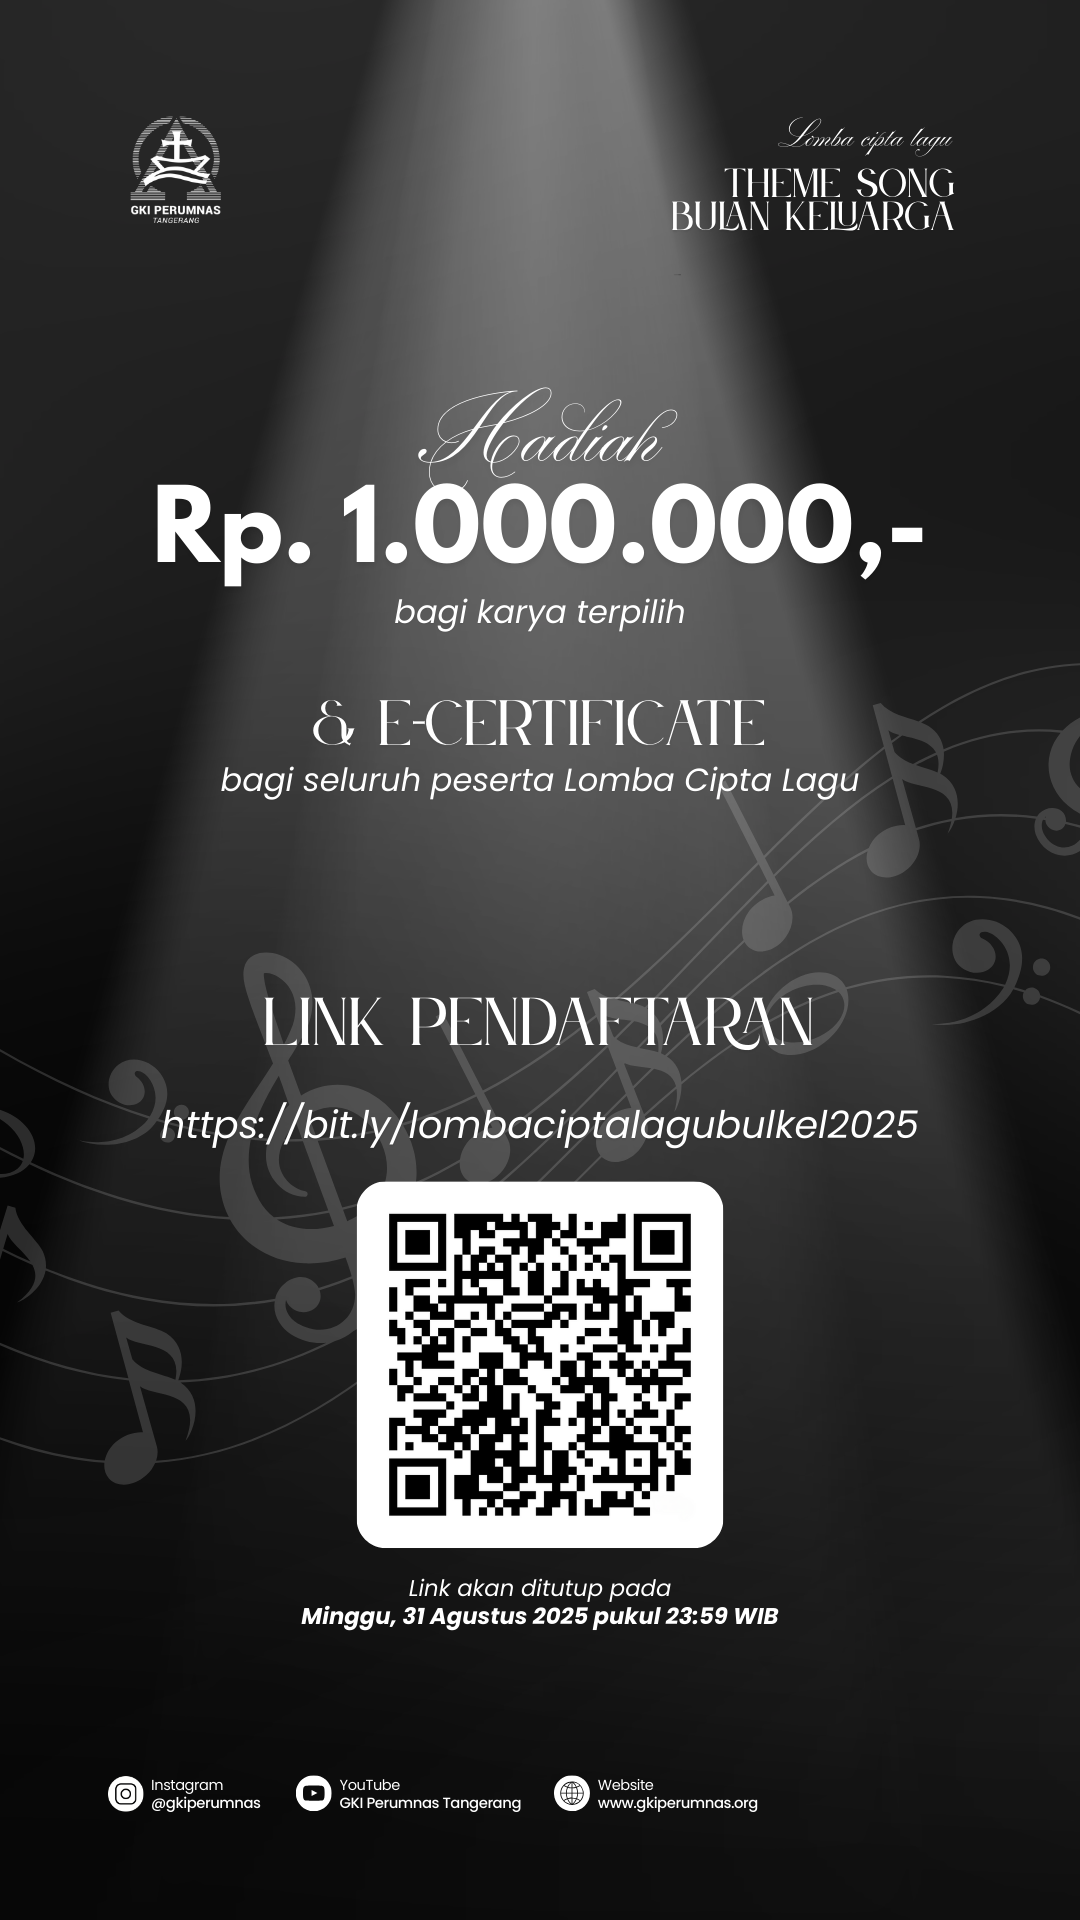 GKI PERUMNAS
TANGERANG
Lomba cipta lagu
THEME SONG
BULAN KELUARGA
Hadiah
Rp. 1.000.000,-
bagi karya terpilih
& E-CERTIFICATE
bagi seluruh peserta Lomba Cipta Lagu
LINK PENDAFTARAN
https://bit.ly/lombaciptalagubulkel2025
Link akan ditutup pada
Minggu, 31 Agustus 2025 pukul 23:59 WIB
Instagram
@gkiperumnas
YouTube
GKI Perumnas Tangerang
Website
www.gkiperumnas.org